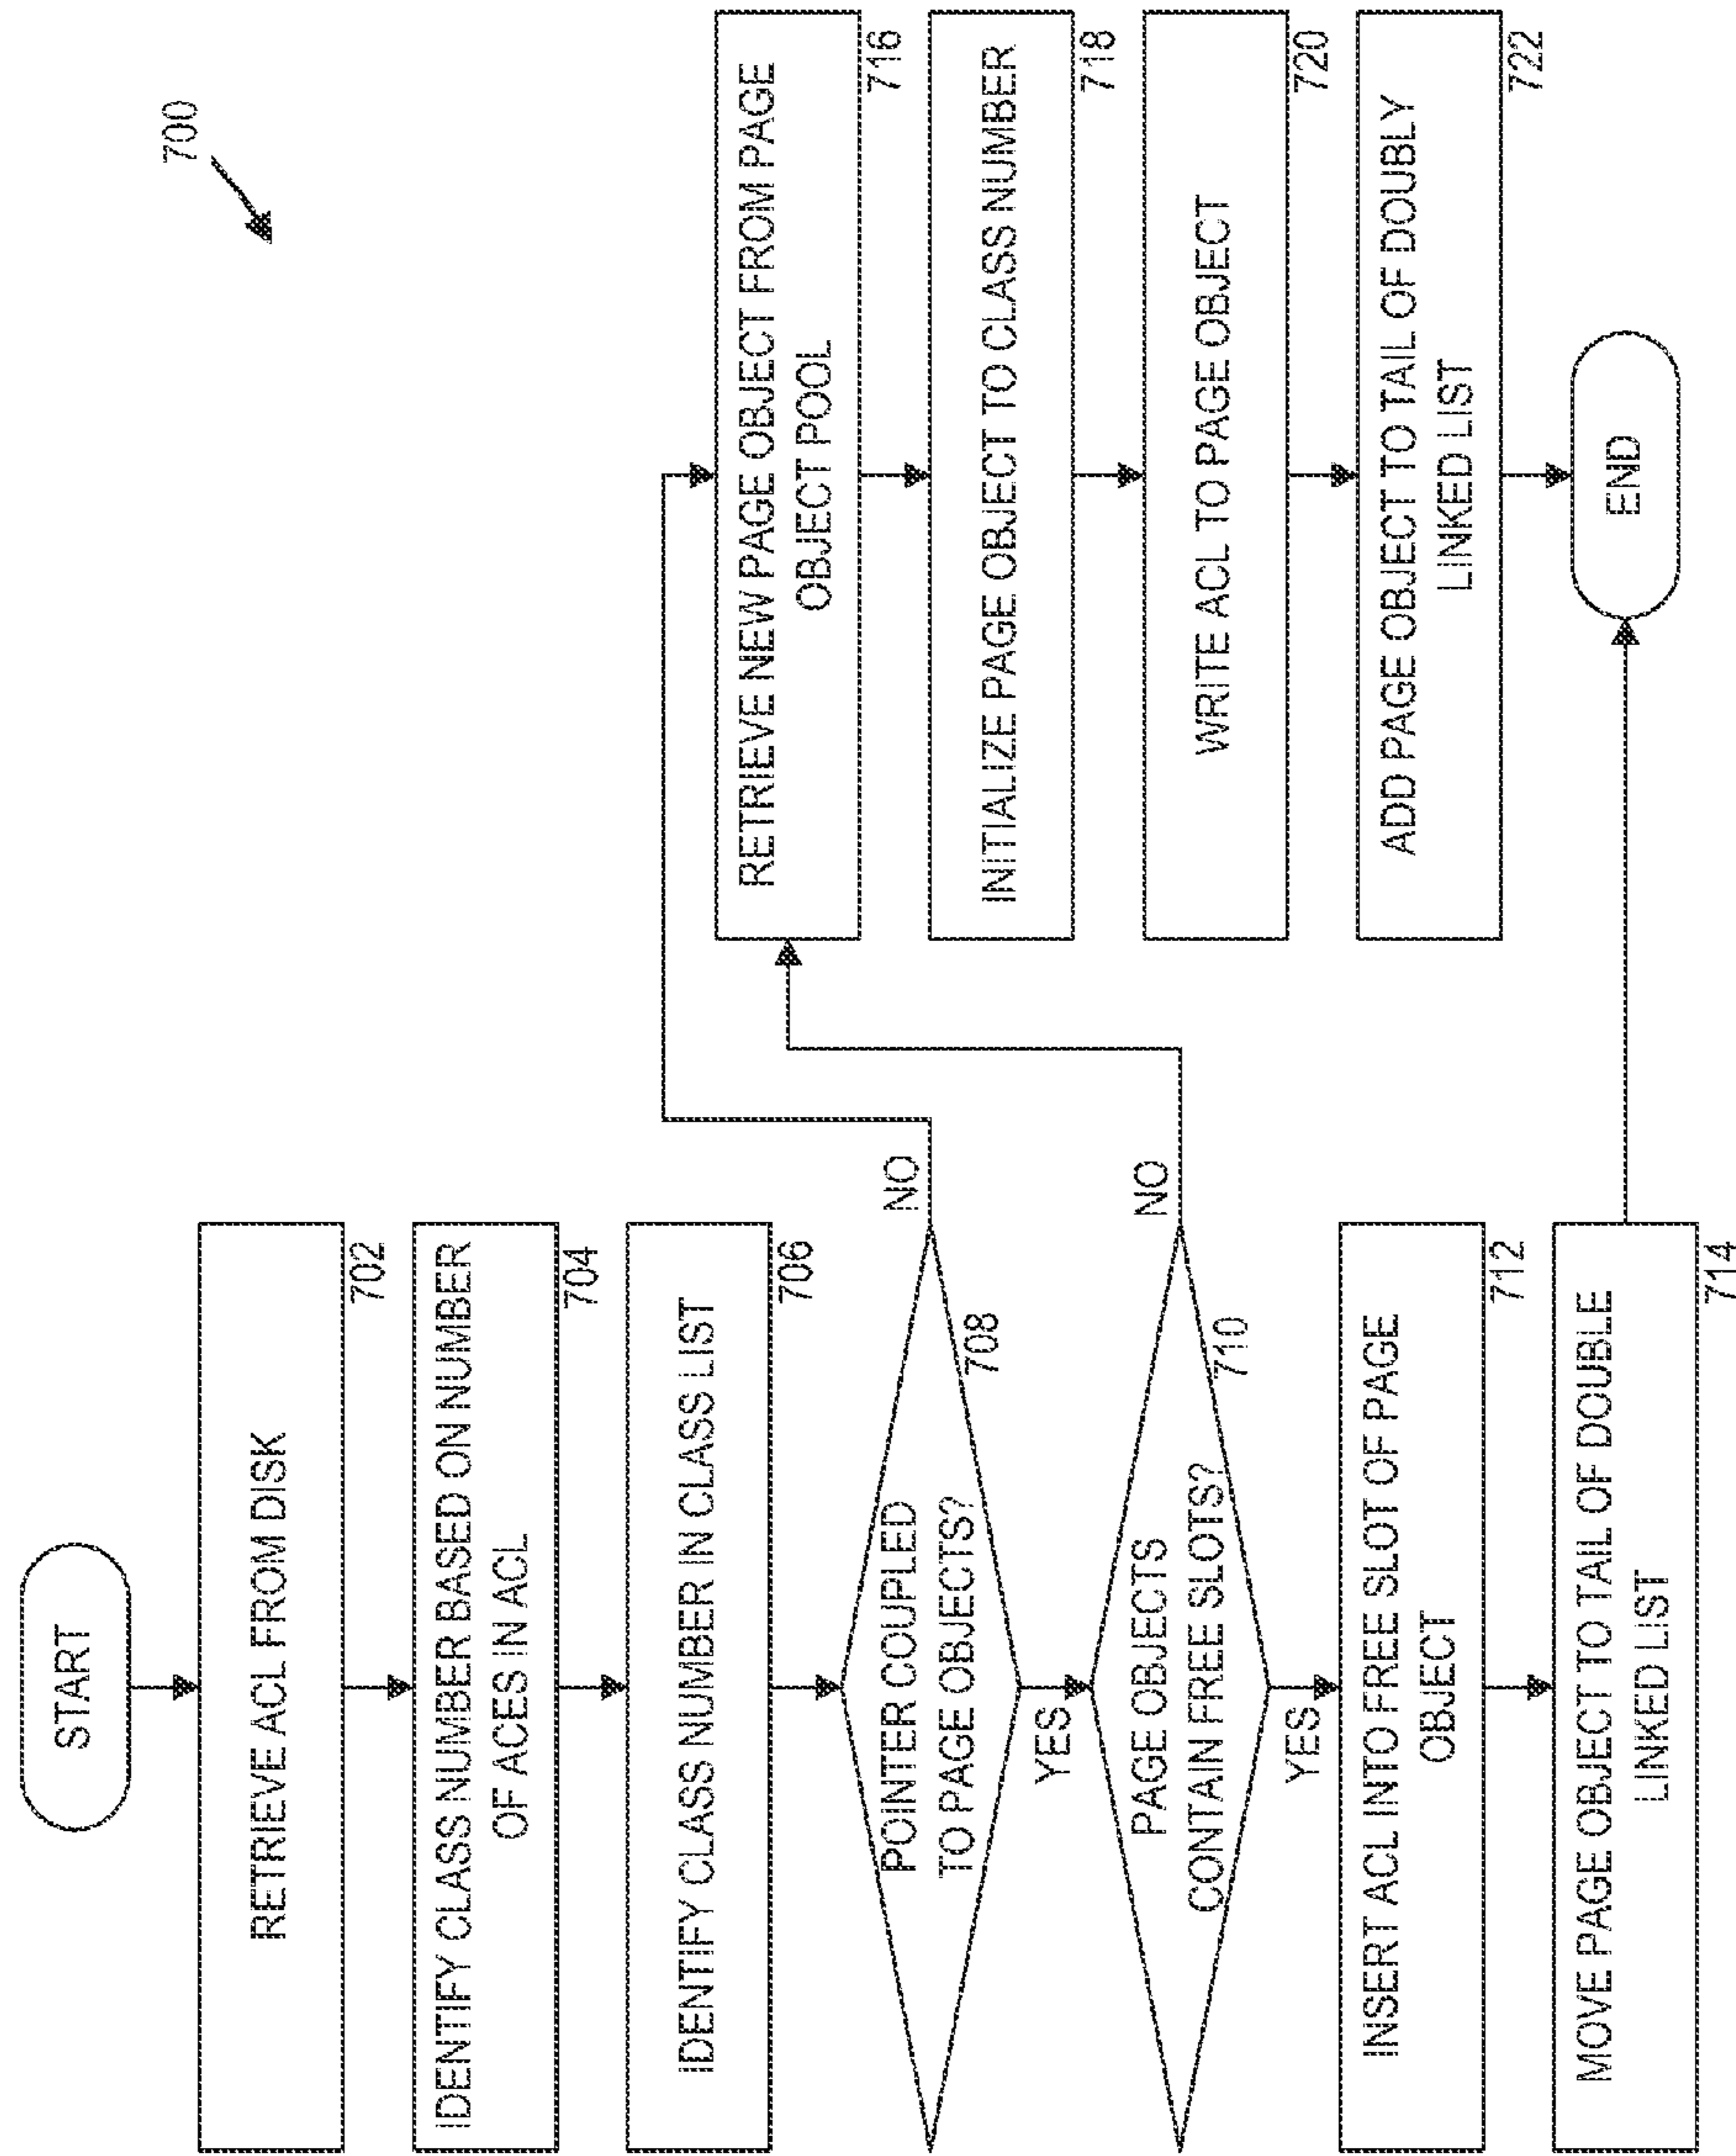 700
START
RETRIEVE ACL FROM DISK
702
IDENTIFY CLASS NUMBER BASED ON NUMBER
OF ACES IN ACL
704
IDENTIFY CLASS NUMBER IN CLASS LIST
706
POINTER COUPLED
TO PAGE OBJECTS?
708
NO
YES
PAGE OBJECTS
CONTAIN FREE SLOTS?
710
NO
YES
INSERT ACL INTO FREE SLOT OF PAGE
OBJECT
712
MOVE PAGE OBJECT TO TAIL OF DOUBLE
LINKED LIST
714
RETRIEVE NEW PAGE OBJECT FROM PAGE
OBJECT POOL
716
INITIALIZE PAGE OBJECT TO CLASS NUMBER
718
WRITE ACL TO PAGE OBJECT
720
ADD PAGE OBJECT TO TAIL OF DOUBLY
LINKED LIST
722
END